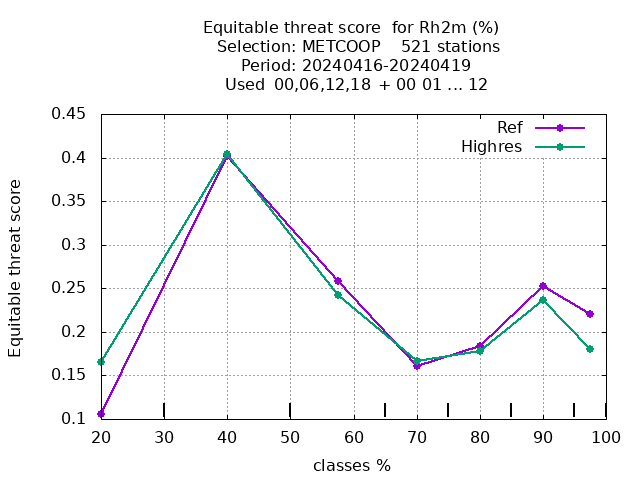 Equitable threat score for Rh2m (%)
Selection: METCOOP 521 stations
Period: 20240416-20240419
Used 00,06,12,18 + 00 01 ... 12
Ref
Highres
0.45
0.4
0.35
0.3
0.25
0.2
0.15
0.1
Equitable threat score
20 30 40 50 60 70 80 90 100
classes %